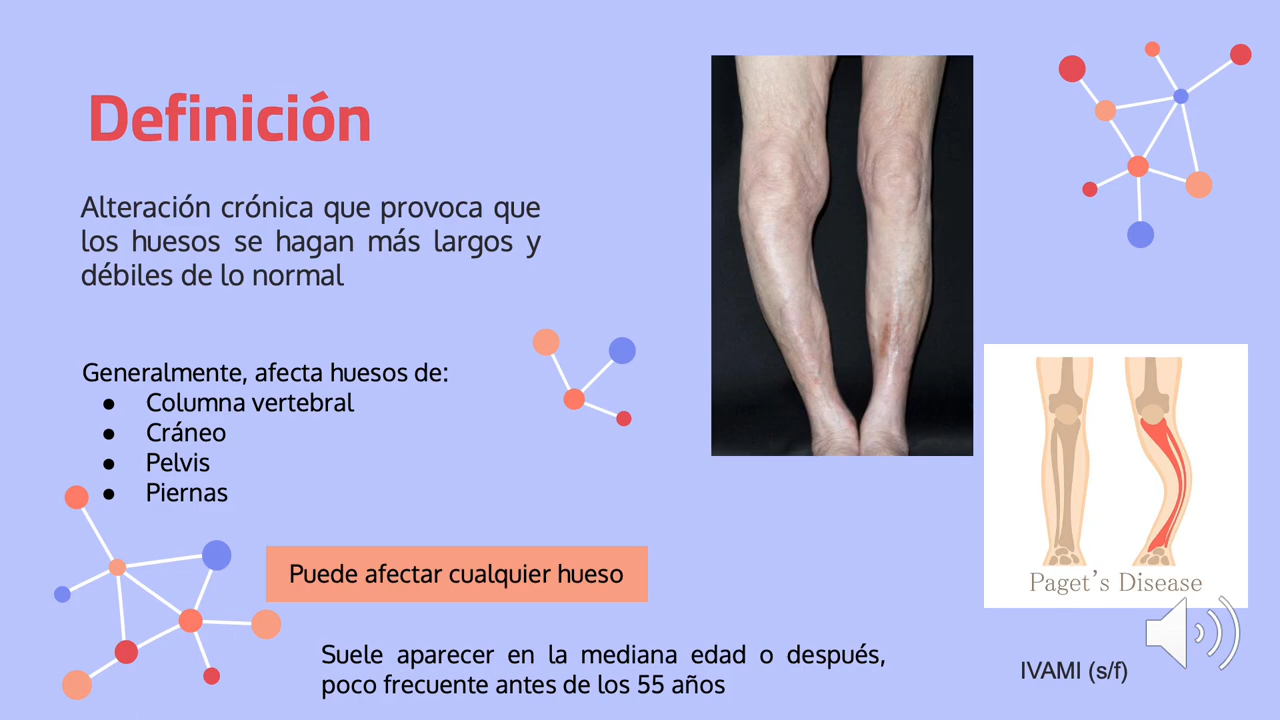 Definición
Alteración crónica que provoca que
los huesos se hagan más largos y
débiles de lo normal
Generalmente, afecta huesos de:
● Columna vertebral
● Cráneo
● Pelvis
● Piernas
Puede afectar cualquier hueso
Suele aparecer en la mediana edad o después,
poco frecuente antes de los 55 años
Paget's Disease
IVAMI (s/f)